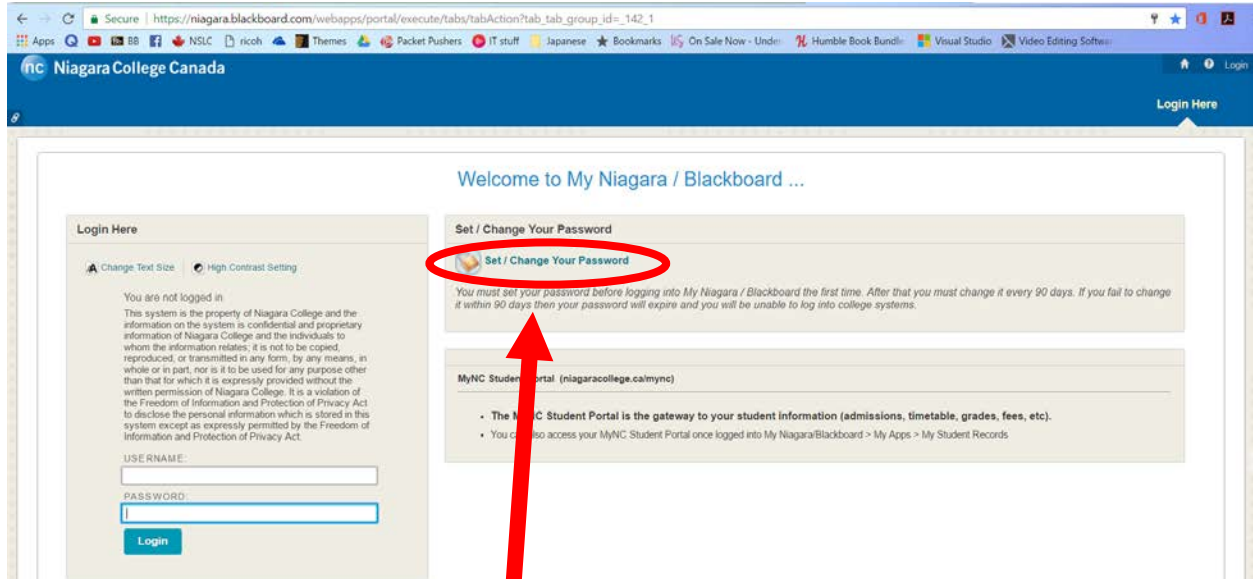 Secure | https://niagara.blackboard.com/webapps/portal/execute/tabs/tabAction?tab_tab_group_id=_142_1
Apps BB NSLC ricoh Themes Packet Pushers IT stuff Japanese Bookmarks On Sale Now - Under Humble Book Bundle Visual Studio Video Editing Softwar
nc Niagara College Canada
Login
Login Here
Welcome to My Niagara / Blackboard ...
Login Here
Change Text Size High Contrast Setting
You are not logged in
This system is the property of Niagara College and the
information on the system is confidential and proprietary
information of Niagara College and the individuals to
whom the information relates; it is not to be copied,
reproduced, or transmitted in any form, by any means, in
whole or in part, nor is it to be used for any purpose other
than that for which it is expressly provided without the
written permission of Niagara College. It is a violation of
the Freedom of Information and Protection of Privacy Act
to disclose the personal information which is stored in this
system except as expressly permitted by the Freedom of
Information and Protection of Privacy Act.
USERNAME:
PASSWORD:
Login
Set / Change Your Password
Set / Change Your Password
You must set your password before logging into My Niagara / Blackboard the first time. After that you must change it every 90 days. If you fail to change
it within 90 days then your password will expire and you will be unable to log into college systems.
MyNC Student Portal (niagaracollege.ca/mync)
• The MyNC Student Portal is the gateway to your student information (admissions, timetable, grades, fees, etc).
• You can also access your MyNC Student Portal once logged into My Niagara/Blackboard > My Apps > My Student Records